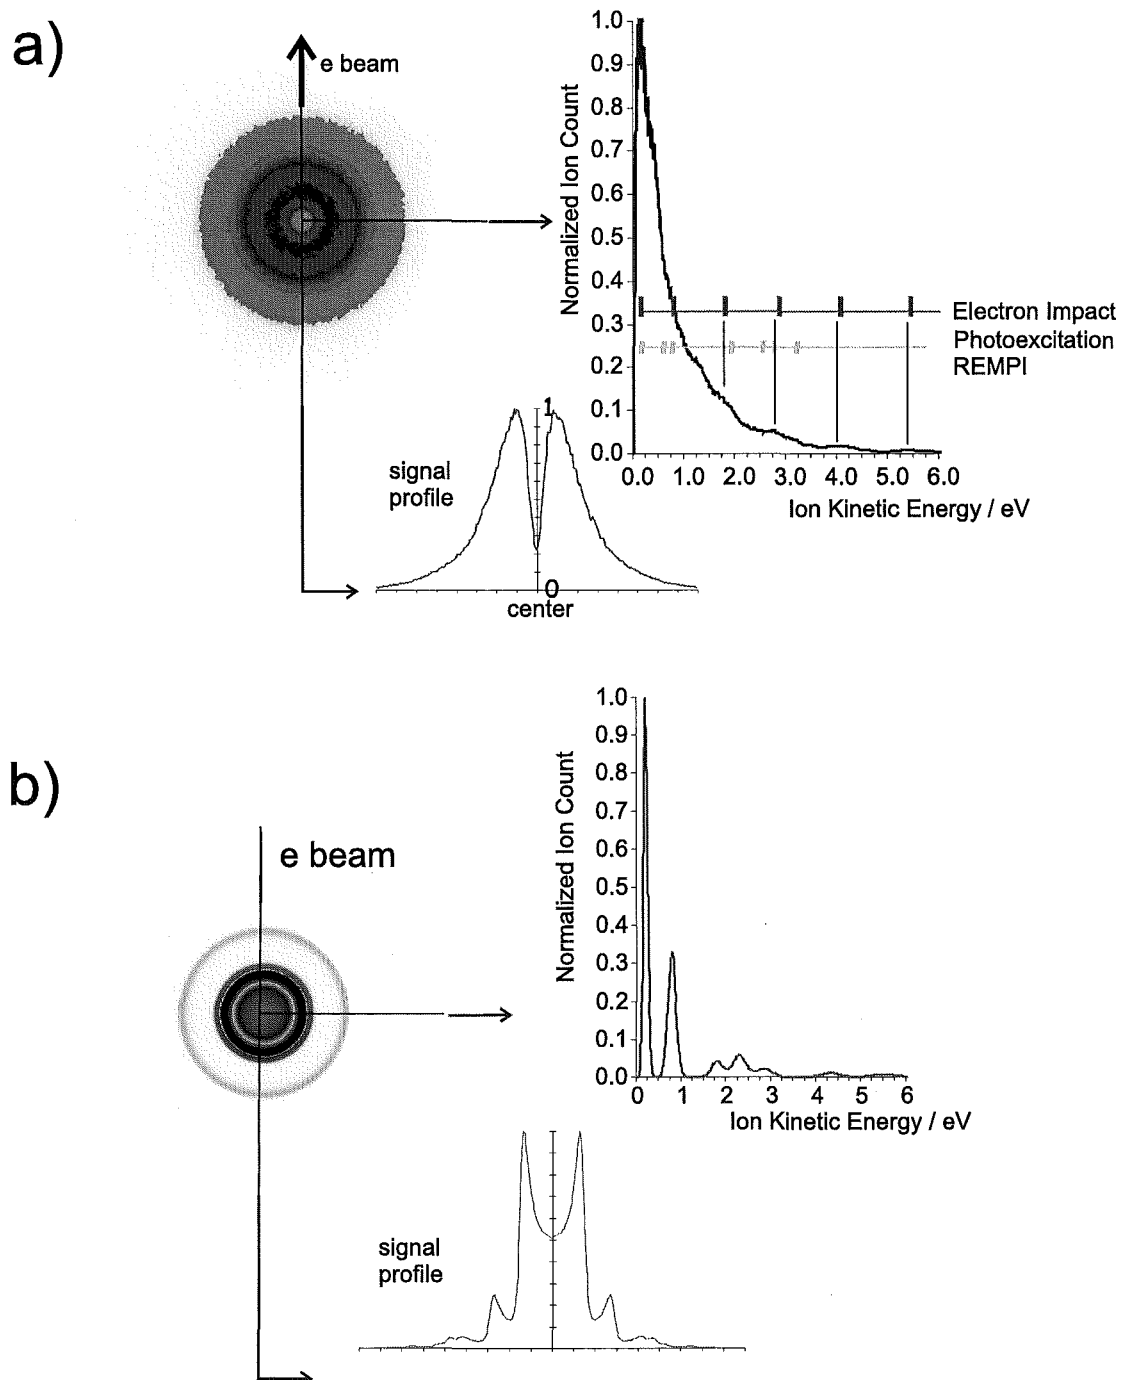 a)
e beam
Normalized Ion Count
1.0
0.9
0.8
0.7
0.6
0.5
0.4
0.3
0.2
0.1
0.0
Electron Impact
Photoexcitation
REMPI
0.0 1.0 2.0 3.0 4.0 5.0 6.0
Ion Kinetic Energy / eV
signal
profile
1
0
center
b)
e beam
Normalized Ion Count
1.0
0.9
0.8
0.7
0.6
0.5
0.4
0.3
0.2
0.1
0.0
0 1 2 3 4 5 6
Ion Kinetic Energy / eV
signal
profile